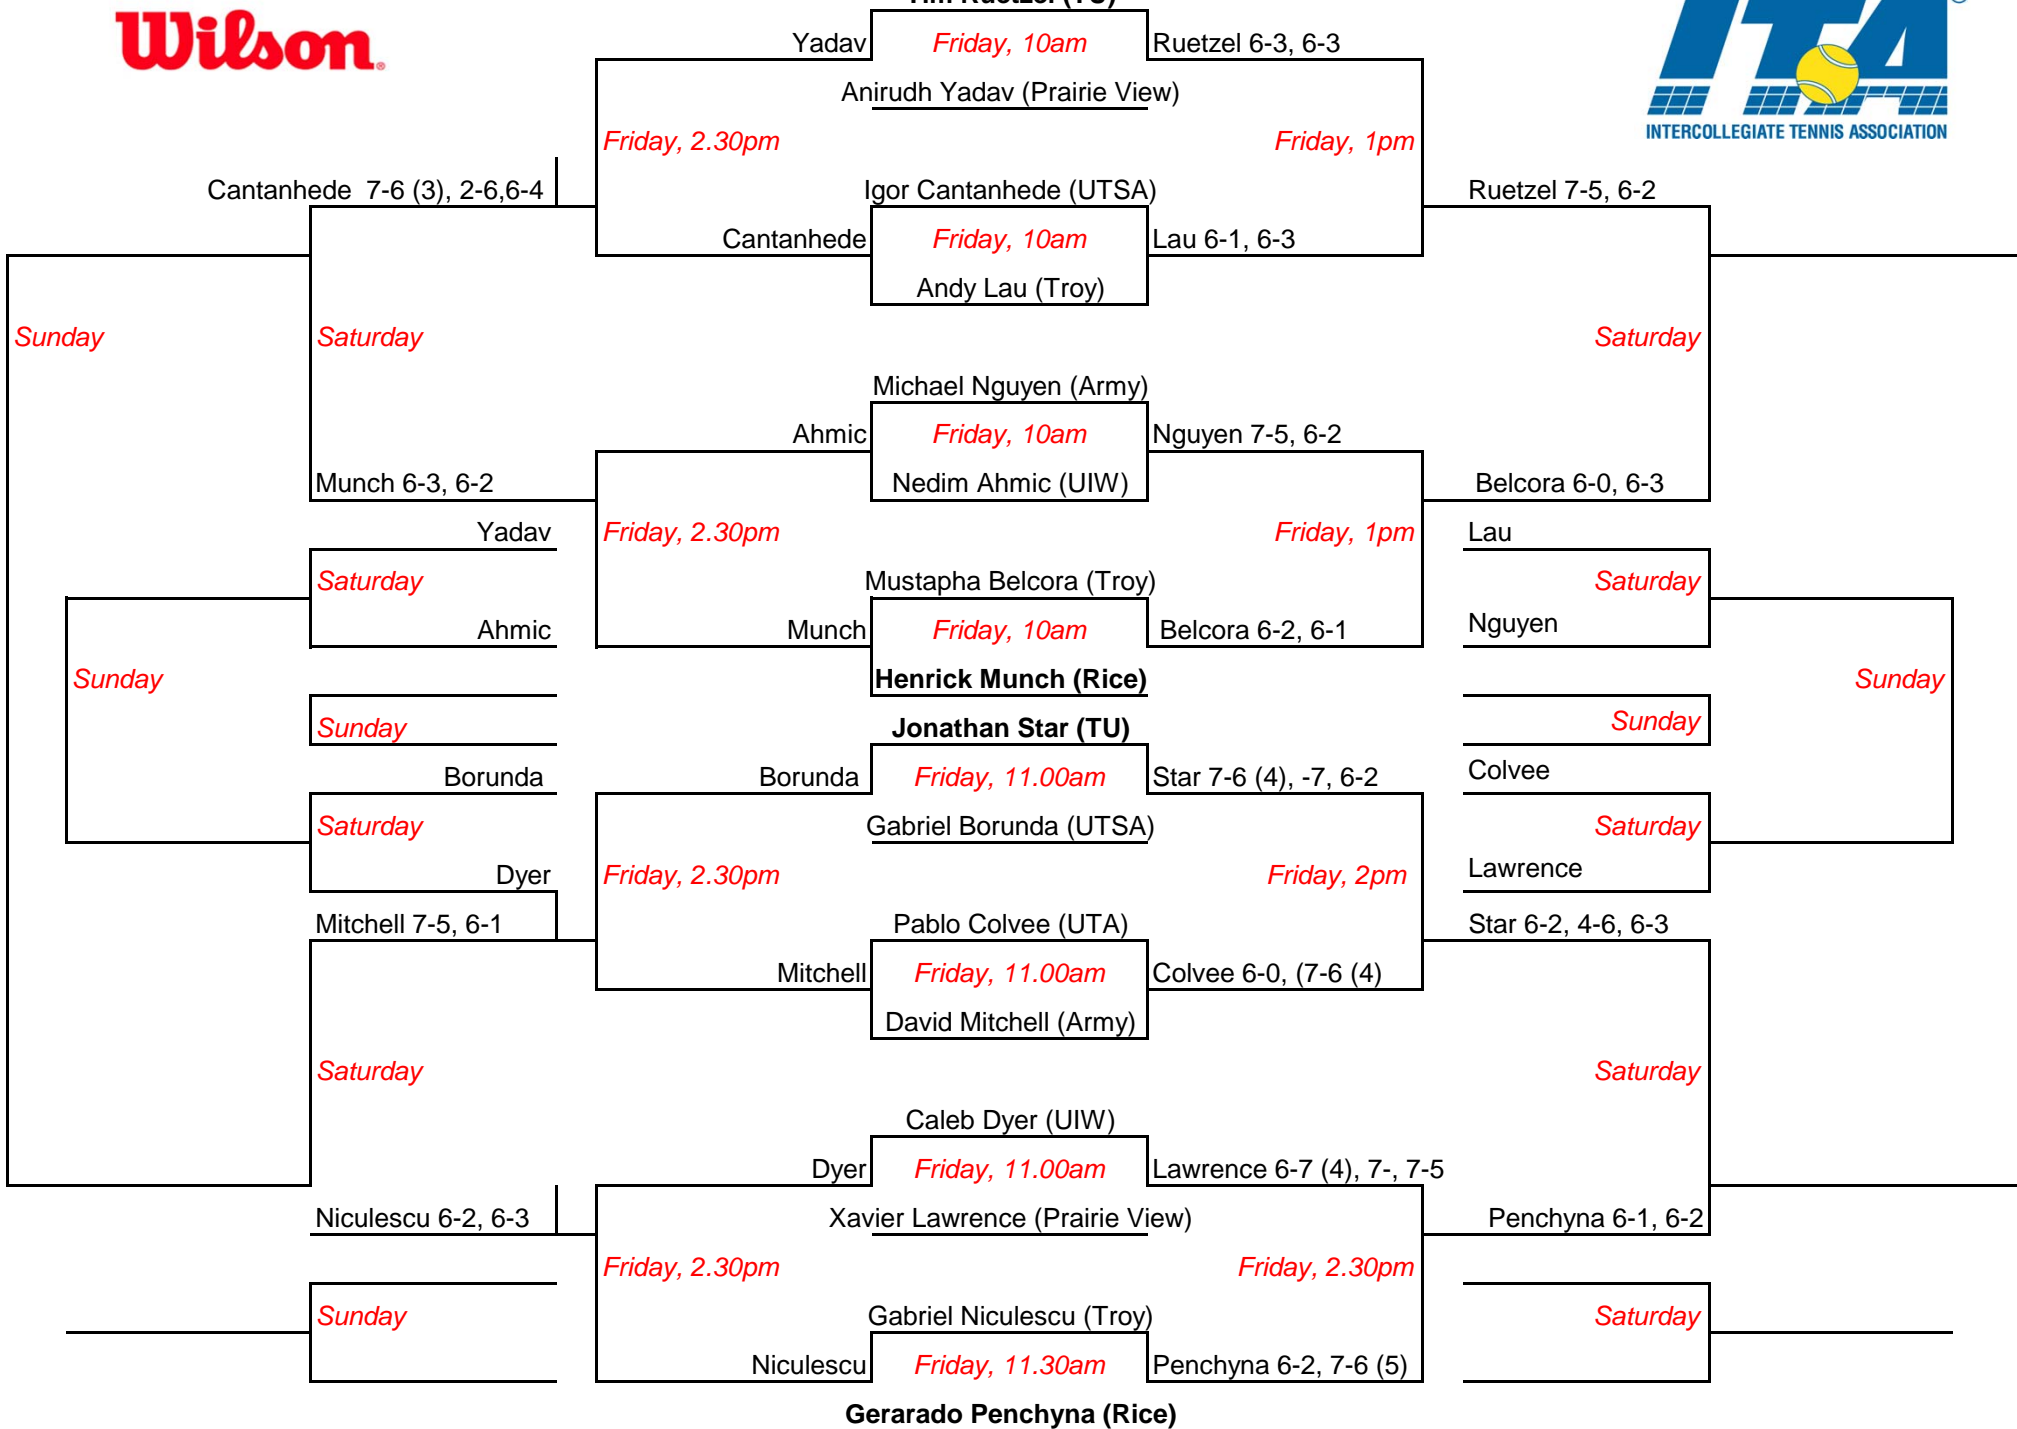 Wilson
Tim Ruetzel (TU)
Yadav Friday, 10am Ruetzel 6-3, 6-3
Anirudh Yadav (Prairie View)
INTERCOLLEGIATE TENNIS ASSOCIATION
ITA
Friday, 2.30pm Friday, 1pm
Cantanhede 7-6 (3), 2-6,6-4 Igor Cantanhede (UTSA) Ruetzel 7-5, 6-2
Cantanhede Friday, 10am Lau 6-1, 6-3
Andy Lau (Troy)
Sunday Saturday Saturday
Michael Nguyen (Army)
Ahmic Friday, 10am Nguyen 7-5, 6-2
Munch 6-3, 6-2 Nedim Ahmic (UIW) Belcora 6-0, 6-3
Yadav Friday, 2.30pm Friday, 1pm Lau
Saturday Mustapha Belcora (Troy) Saturday
Ahmic Munch Friday, 10am Belcora 6-2, 6-1 Nguyen
Sunday Henrick Munch (Rice) Sunday
Sunday Jonathan Star (TU) Sunday
Borunda Borunda Friday, 11.00am Star 7-6 (4), -7, 6-2 Colvee
Saturday Gabriel Borunda (UTSA) Saturday
Dyer Friday, 2.30pm Friday, 2pm Lawrence
Mitchell 7-5, 6-1 Pablo Colvee (UTA) Star 6-2, 4-6, 6-3
Mitchell Friday, 11.00am Colvee 6-0, (7-6 (4)
David Mitchell (Army)
Saturday Saturday
Caleb Dyer (UIW)
Dyer Friday, 11.00am Lawrence 6-7 (4), 7-, 7-5
Niculescu 6-2, 6-3 Xavier Lawrence (Prairie View) Penchyna 6-1, 6-2
Friday, 2.30pm Friday, 2.30pm
Sunday Gabriel Niculescu (Troy) Saturday
Niculescu Friday, 11.30am Penchyna 6-2, 7-6 (5)
Gerarado Penchyna (Rice)